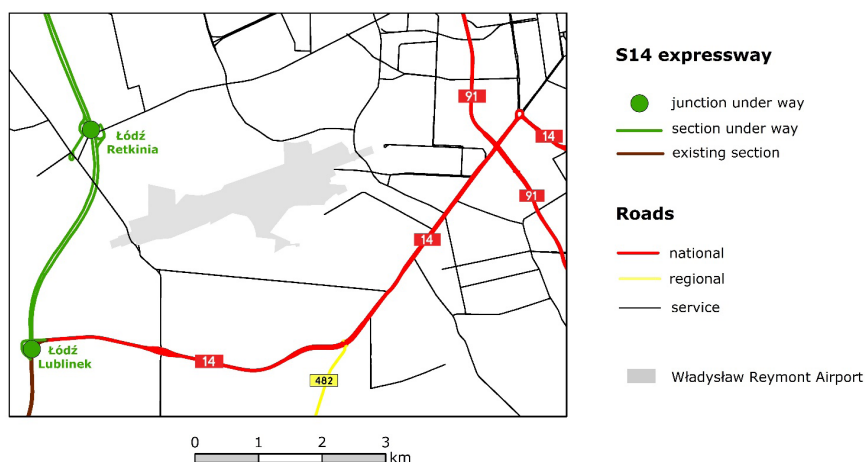 S14 expressway
junction under way
section under way
existing section
Roads
national
regional
service
Władysław Reymont Airport
91
14
Łódź
Retkinia
91
14
Łódź
Lublinek
14
482
0 1 2 3
km